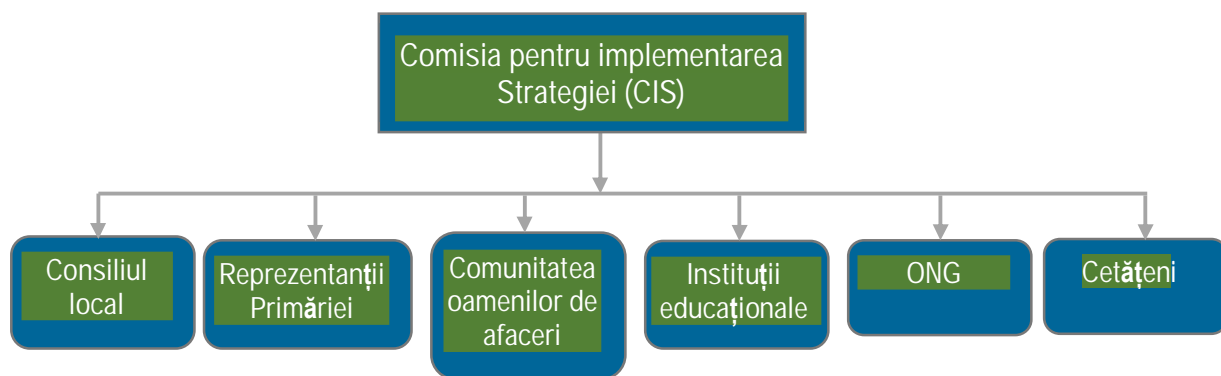 Comisia pentru implementarea
Strategiei (CIS)
Consiliul
local
Reprezentanții
Primăriei
Comunitatea
oamenilor de
afaceri
Instituții
educaționale
ONG
Cetățeni